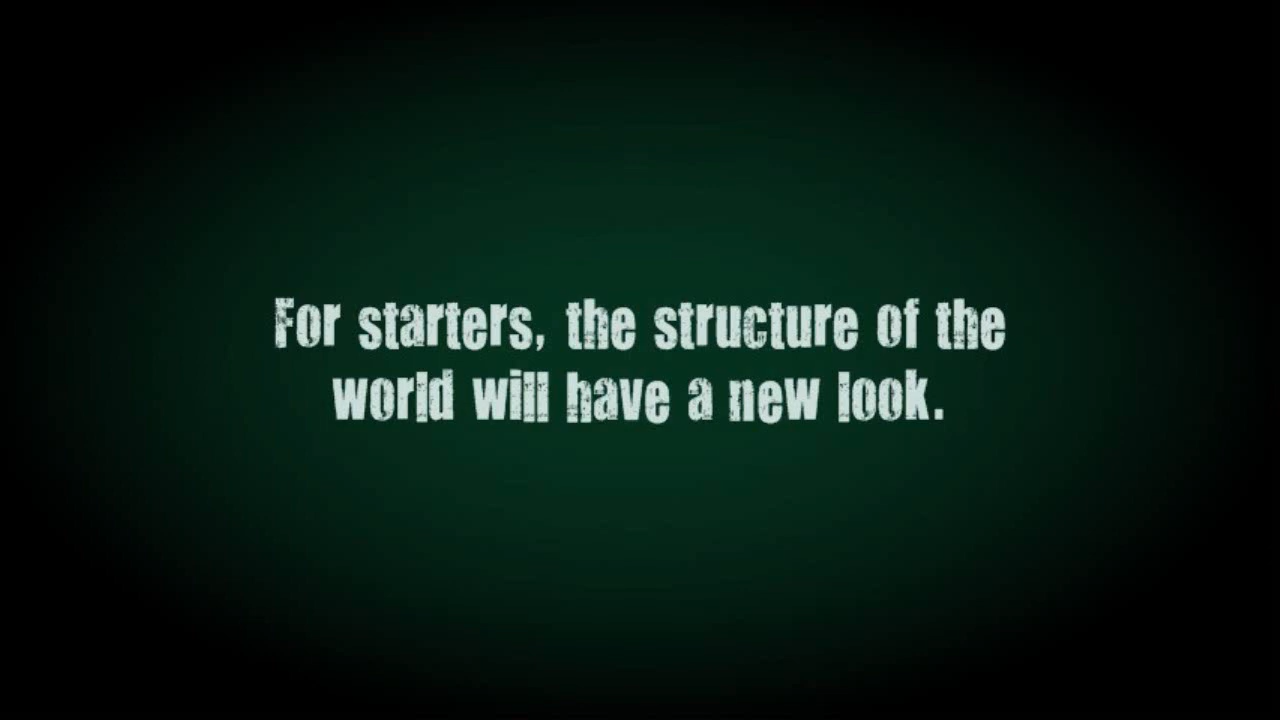 For starters, the structure of the
world will have a new look.